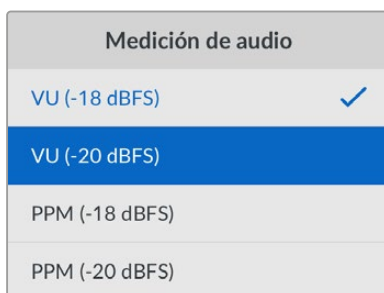 Medición de audio
VU (-18 dBFS)
VU (-20 dBFS)
PPM (-18 dBFS)
PPM (-20 dBFS)